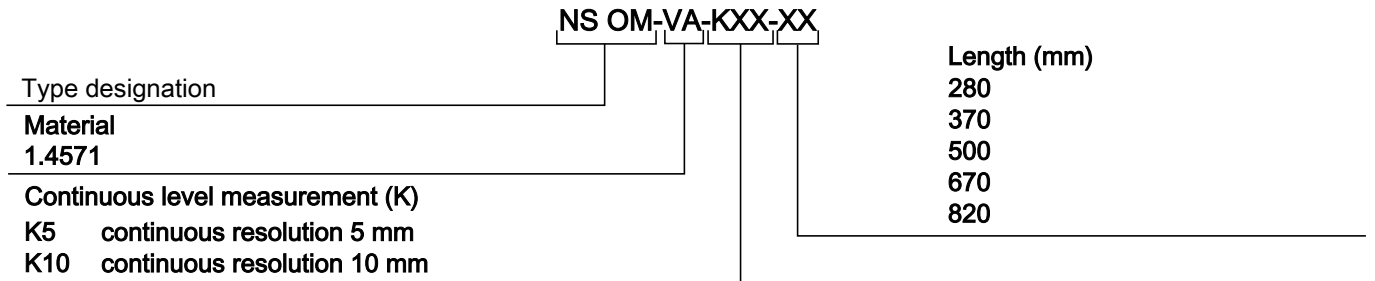 NS OM-VA-KXX-XX
Type designation
Material
1.4571
Continuous level measurement (K)
K5 continuous resolution 5 mm
K10 continuous resolution 10 mm
Length (mm)
280
370
500
670
820